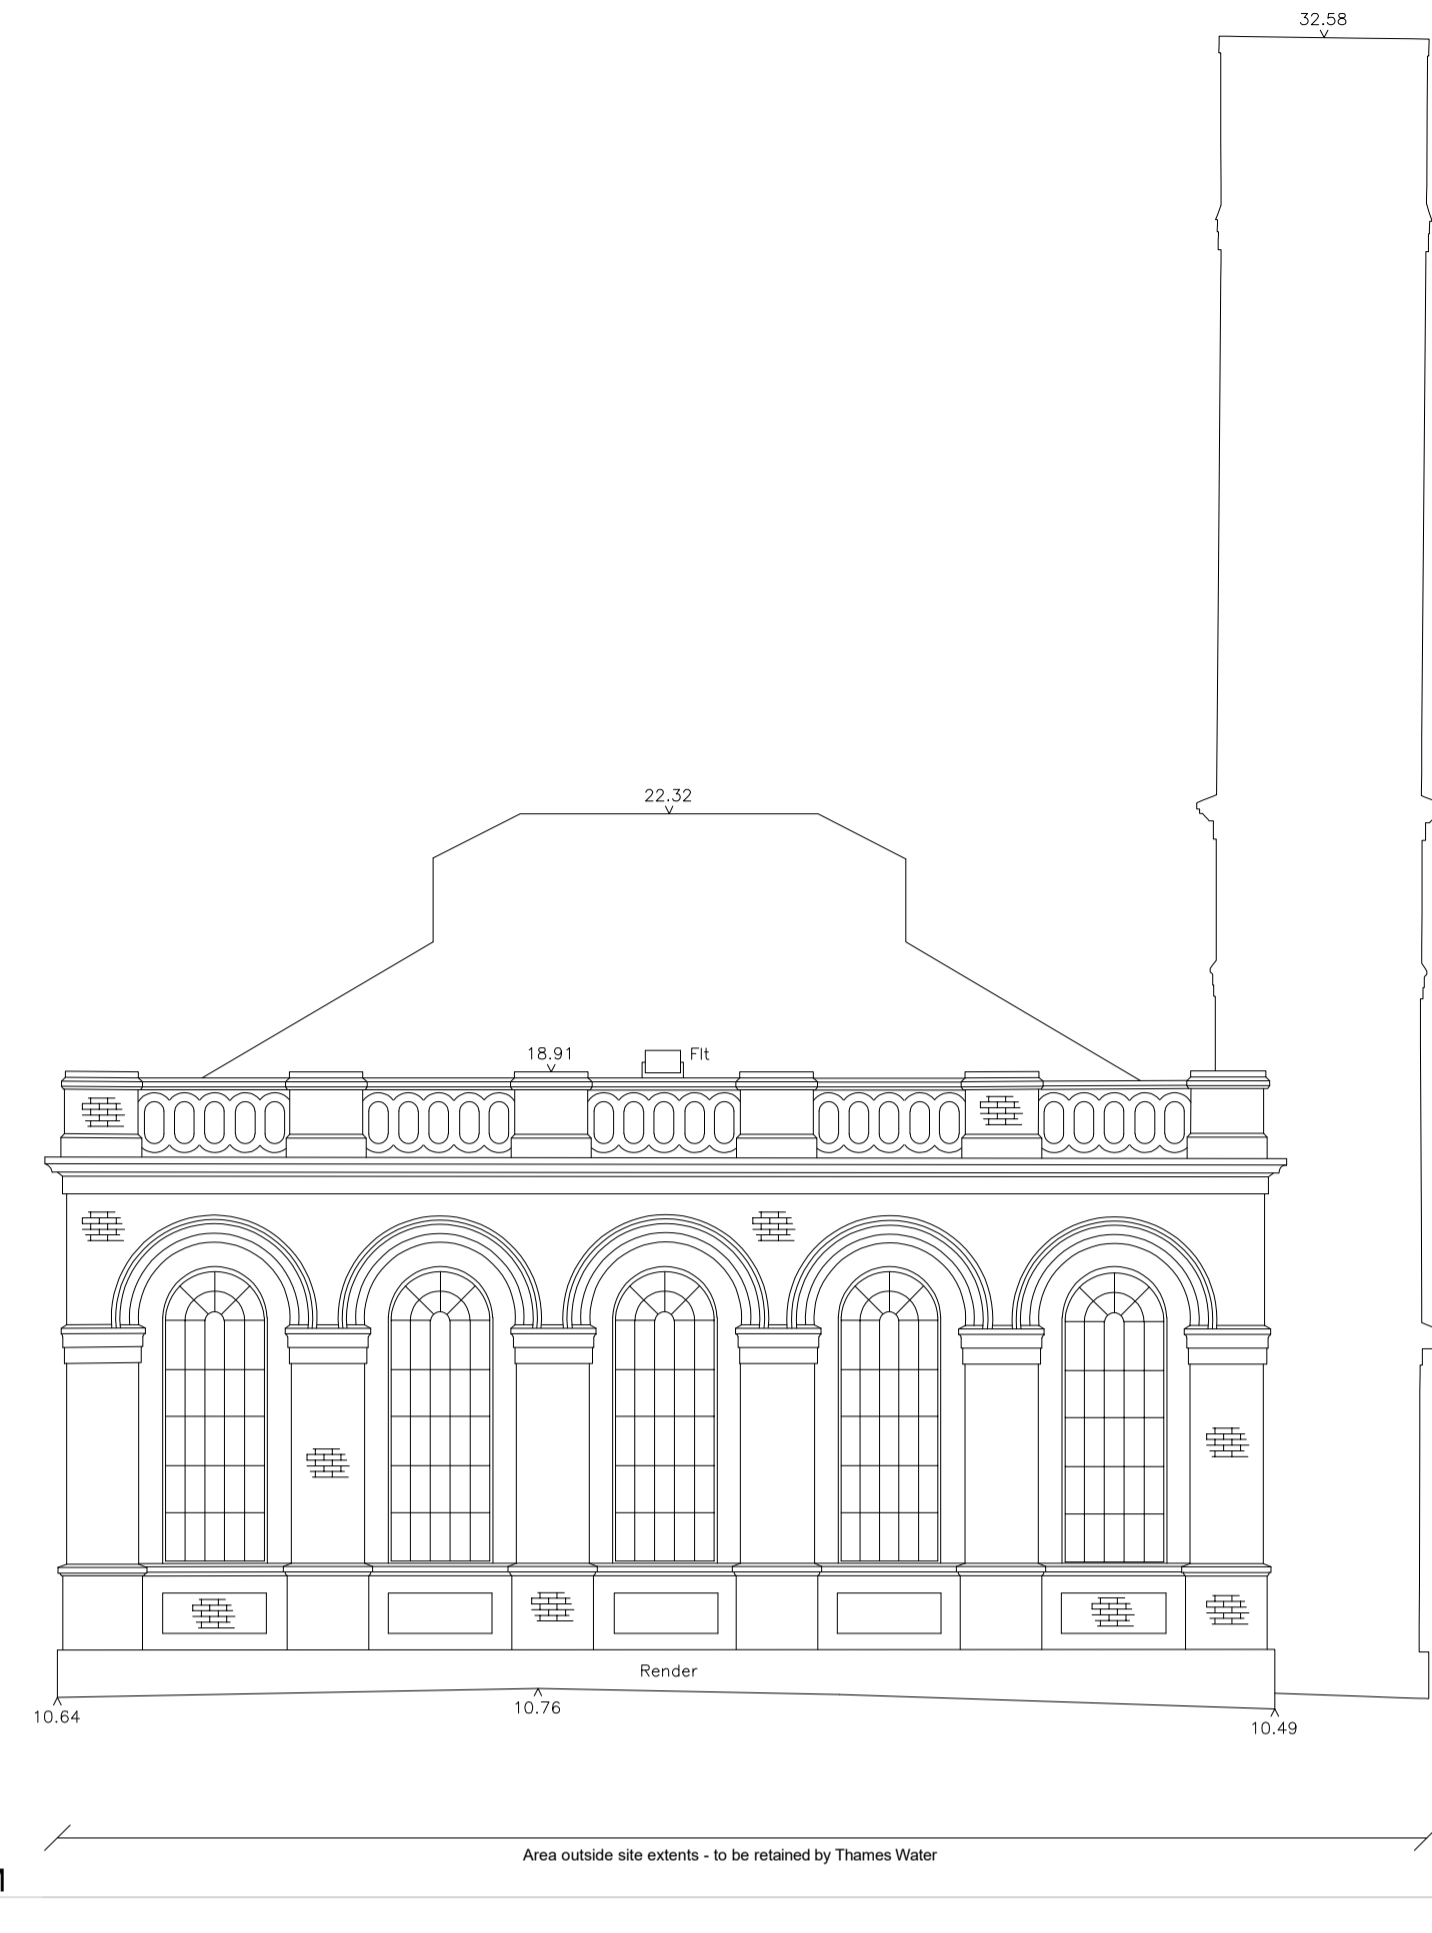 32.58
22.32
18.91
Flt
Render
10.64
10.76
10.49
Area outside site extents - to be retained by Thames Water